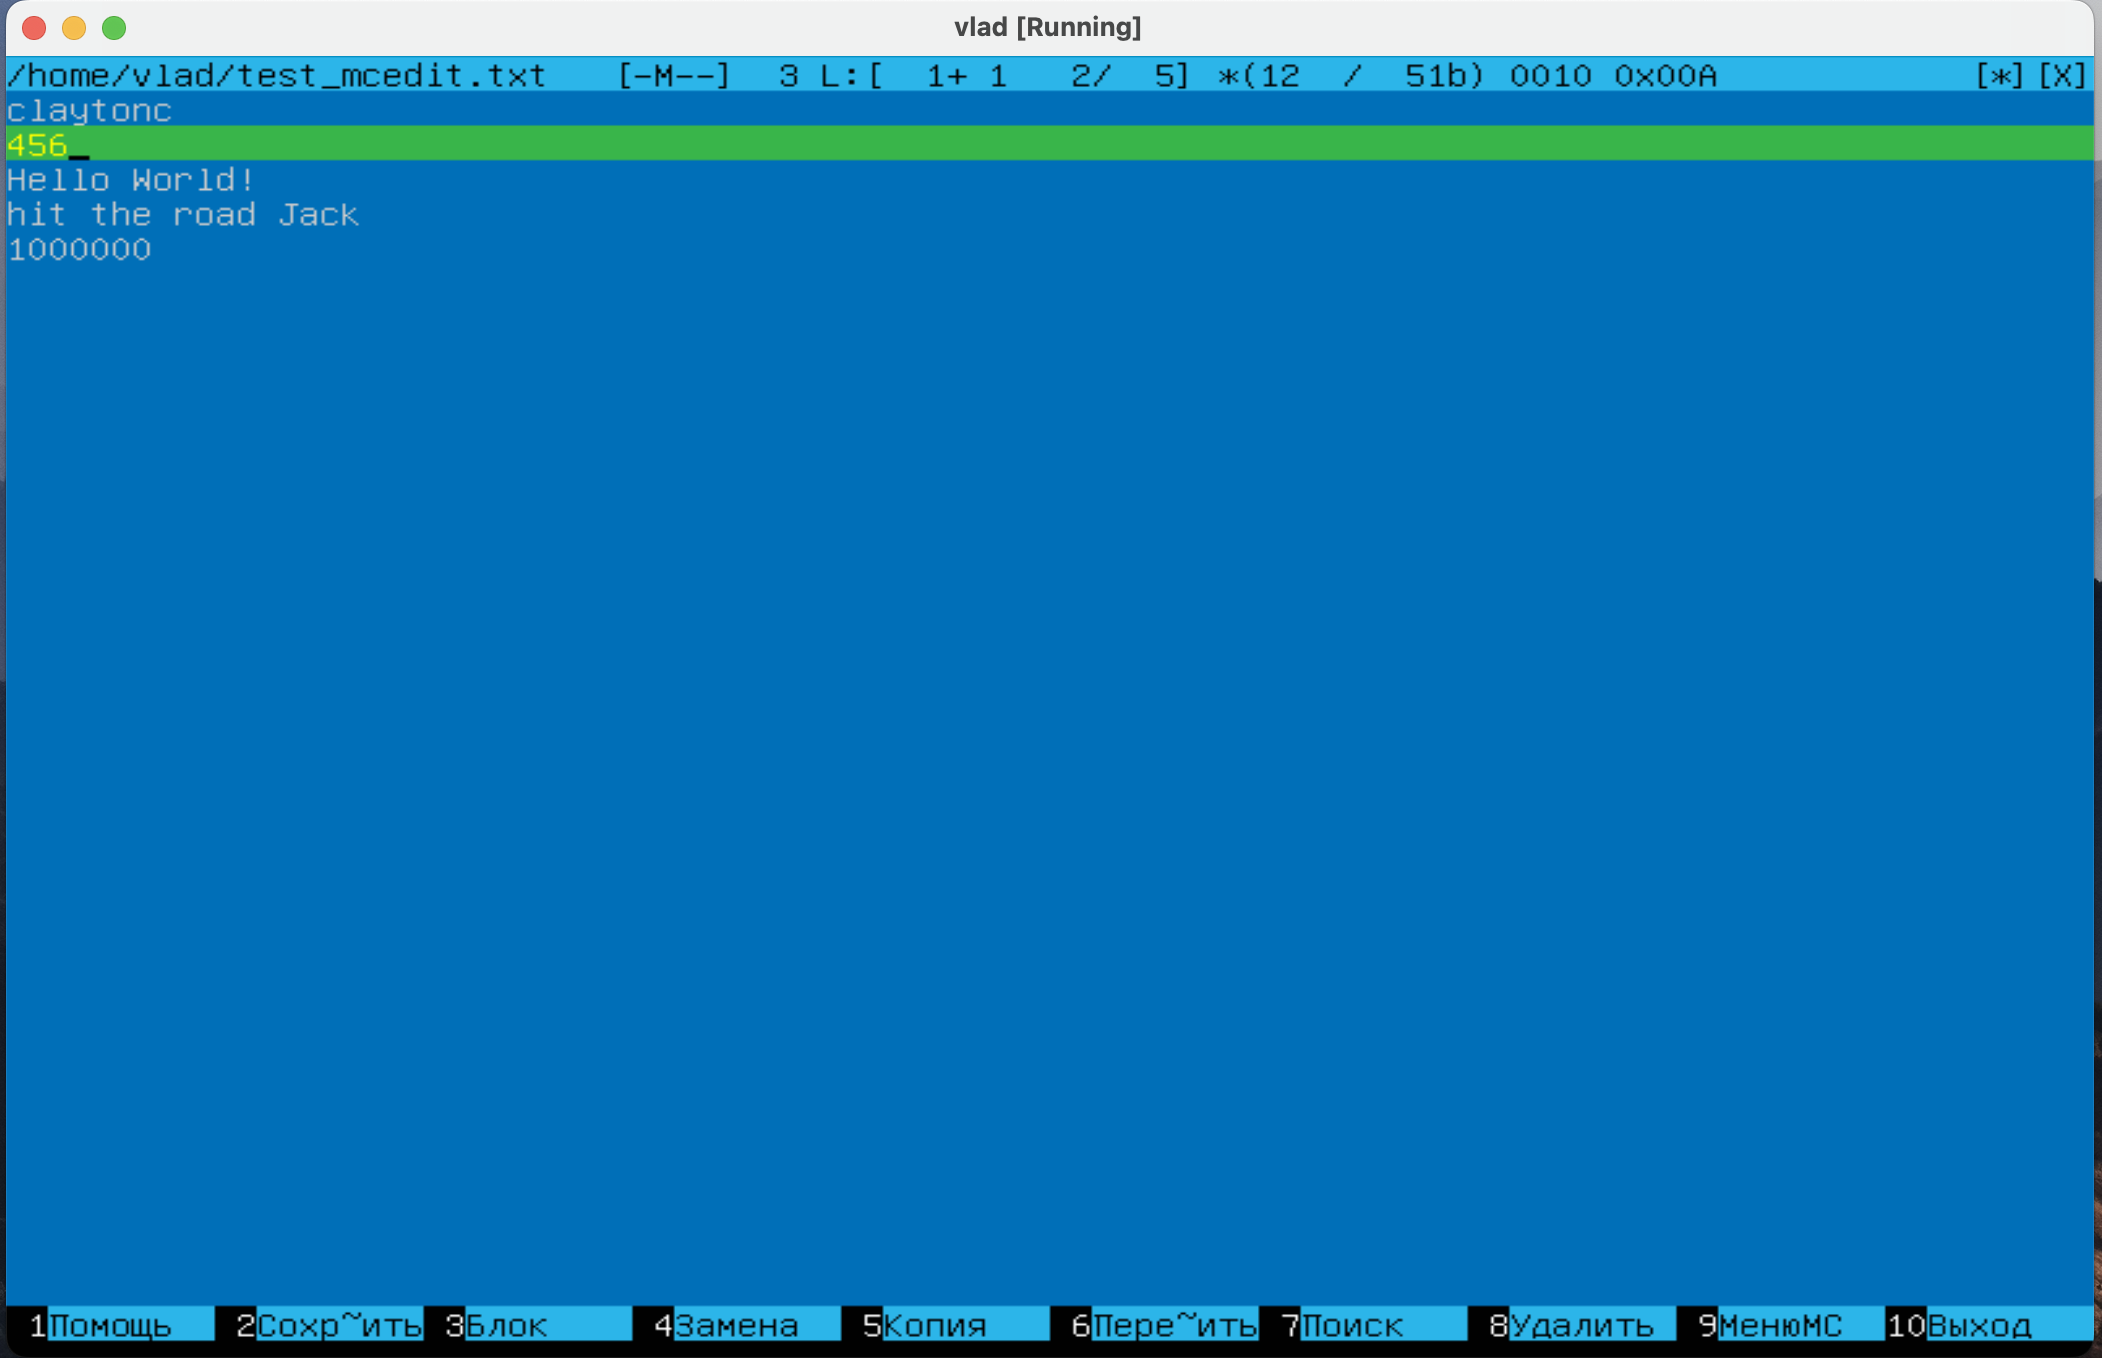 vlad [Running]
/home/vlad/test_mcedit.txt [-M--] 3 L:[ 1+ 1 2/ 5] *(12 / 51b) 0010 0x00A [*][X]
claytonc
456
Hello World!
hit the road Jack
1000000
1Помощь 2Сохр~ить 3Блок 4Замена 5Копия 6Пере~ить 7Поиск 8Удалить 9МенюMC 10Выход